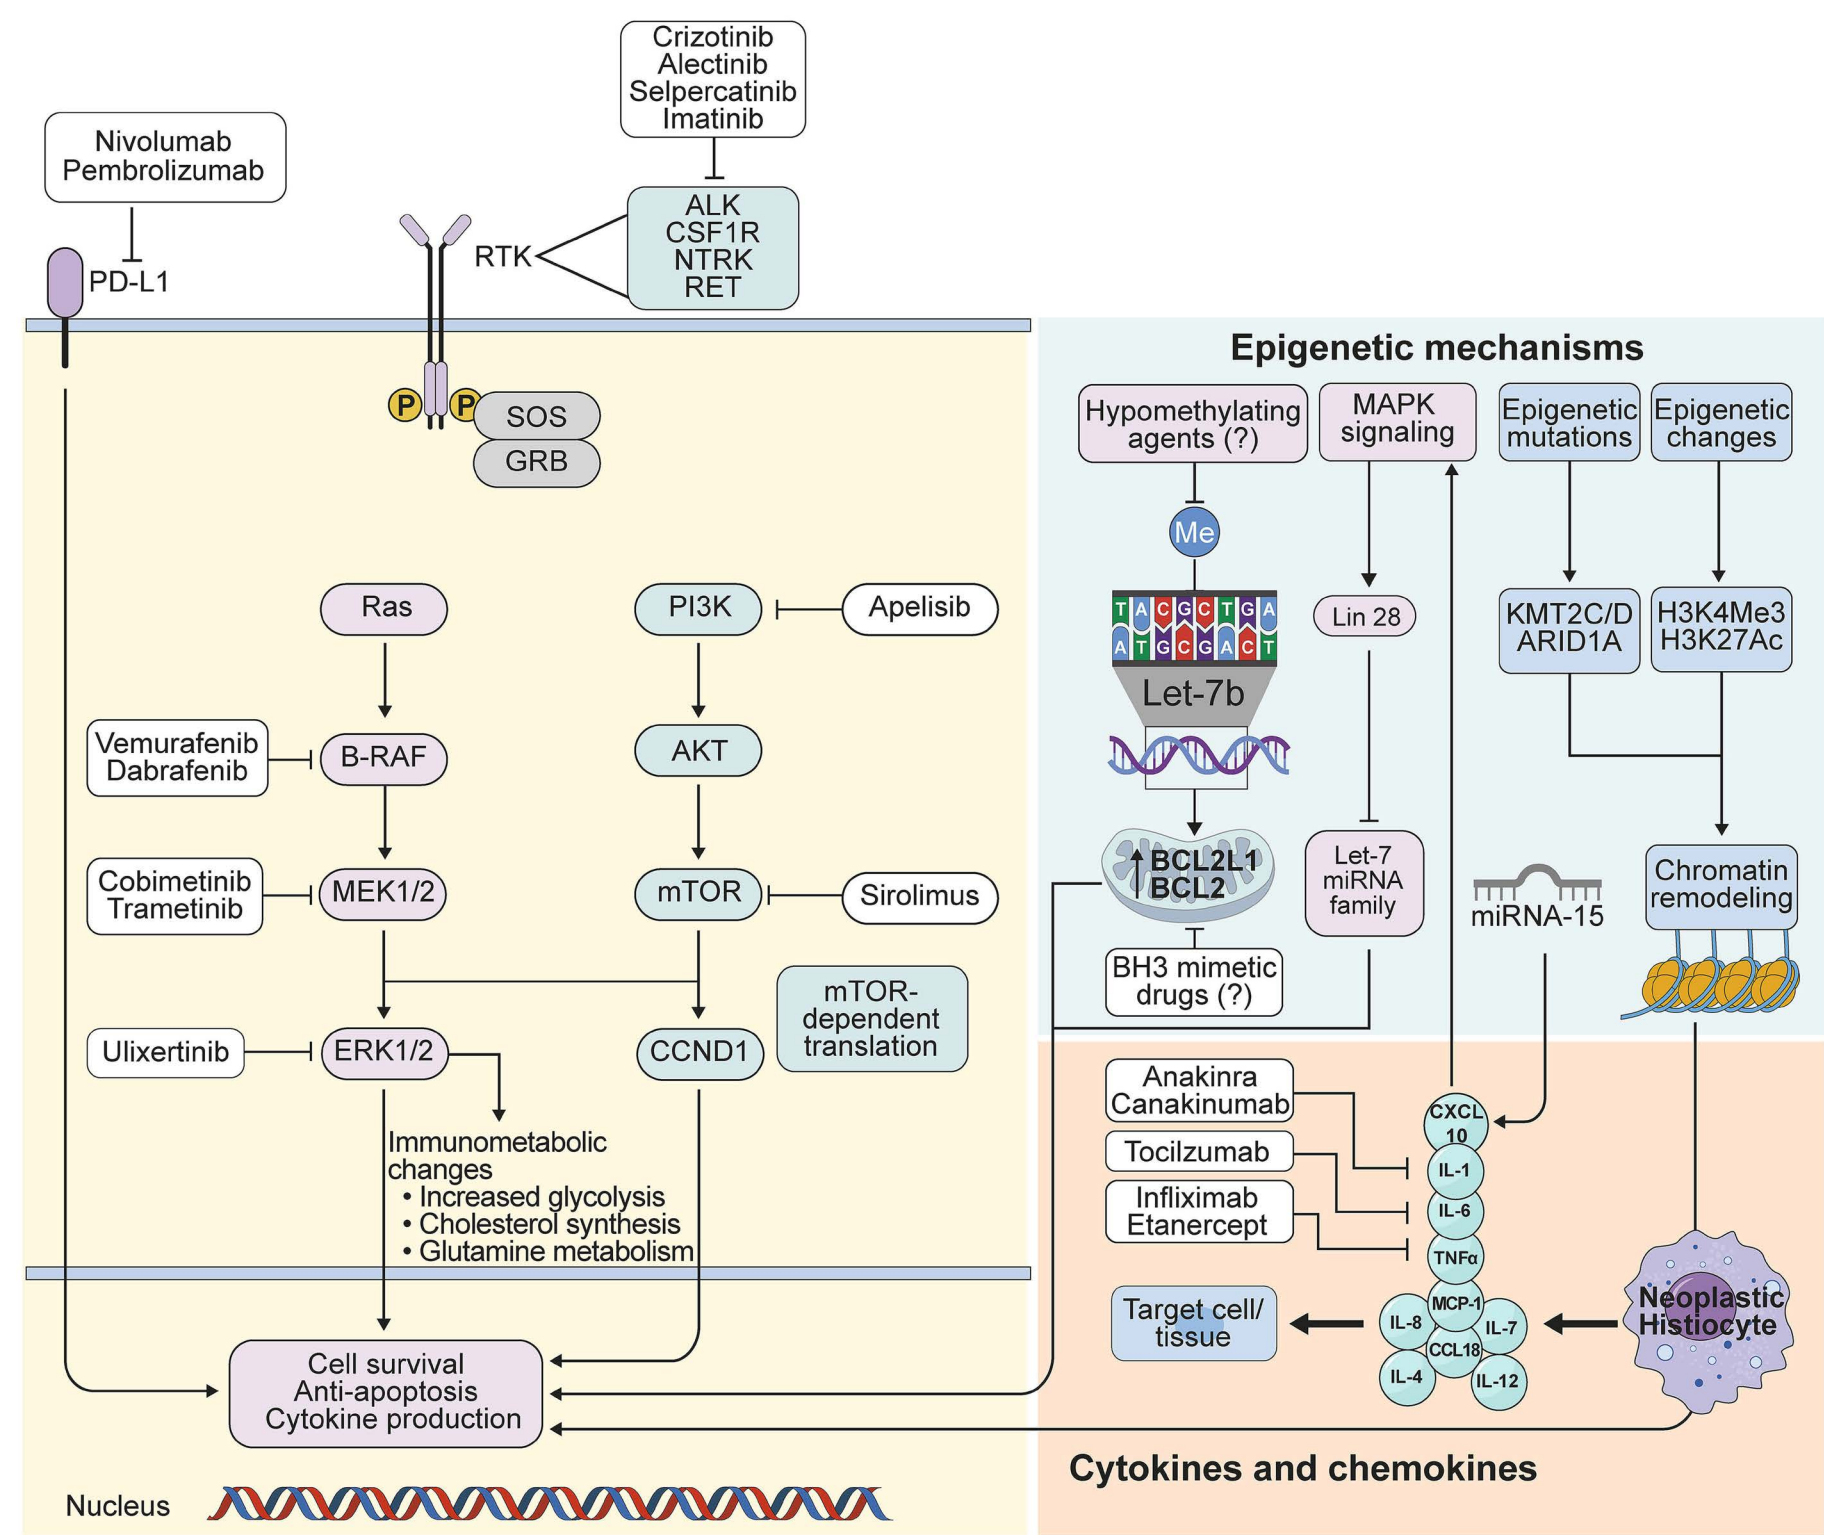 Crizotinib
Alectinib
Selpercatinib
Imatinib
Nivolumab
Pembrolizumab
PD-L1
RTK
ALK
CSF1R
NTRK
RET
P
P
SOS
GRB
Ras
PI3K
Apelisib
Vemurafenib
Dabrafenib
B-RAF
AKT
Cobimetinib
Trametinib
MEK1/2
mTOR
Sirolimus
mTOR-
dependent
translation
Ulixertinib
ERK1/2
CCND1
Immunometabolic
changes
• Increased glycolysis
• Cholesterol synthesis
• Glutamine metabolism
Cell survival
Anti-apoptosis
Cytokine production
Nucleus
Epigenetic mechanisms
Hypomethylating
agents (?)
MAPK
signaling
Epigenetic
mutations
Epigenetic
changes
Me
T A C G C T G A
A T G C G A C T
Let-7b
Lin 28
KMT2C/D
ARID1A
H3K4Me3
H3K27Ac
BCL2L1
BCL2
BH3 mimetic
drugs (?)
Let-7
miRNA
family
miRNA-15
Chromatin
remodeling
Anakinra
Canakinumab
Tocilzumab
Infliximab
Etanercept
CXCL
10
IL-1
IL-6
TNFα
MCP-1
IL-8
IL-7
CCL18
IL-4
IL-12
Target cell/
tissue
Neoplastic
Histiocyte
Cytokines and chemokines